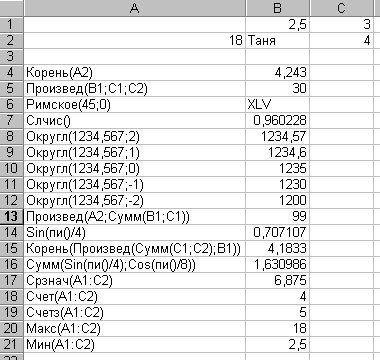 A B C
1 2,5 3
2 18 Таня 4
3
4 Корень(A2) 4,243
5 Произвед(B1;C1;C2) 30
6 Римское(45;0) XLV
7 Слчис() 0,960228
8 Округл(1234,567;2) 1234,57
9 Округл(1234,567;1) 1234,6
10 Округл(1234,567;0) 1235
11 Округл(1234,567;-1) 1230
12 Округл(1234,567;-2) 1200
13 Произвед(A2;Сумм(B1;C1)) 99
14 Sin(пи()/4) 0,707107
15 Корень(Произвед(Сумм(C1;C2);B1)) 4,1833
16 Сумм(Sin(пи()/4);Cos(пи()/8)) 1,630986
17 Срзнач(A1:C2) 6,875
18 Счет(A1:C2) 4
19 Счетз(A1:C2) 5
20 Макс(A1:C2) 18
21 Мин(A1:C2) 2,5